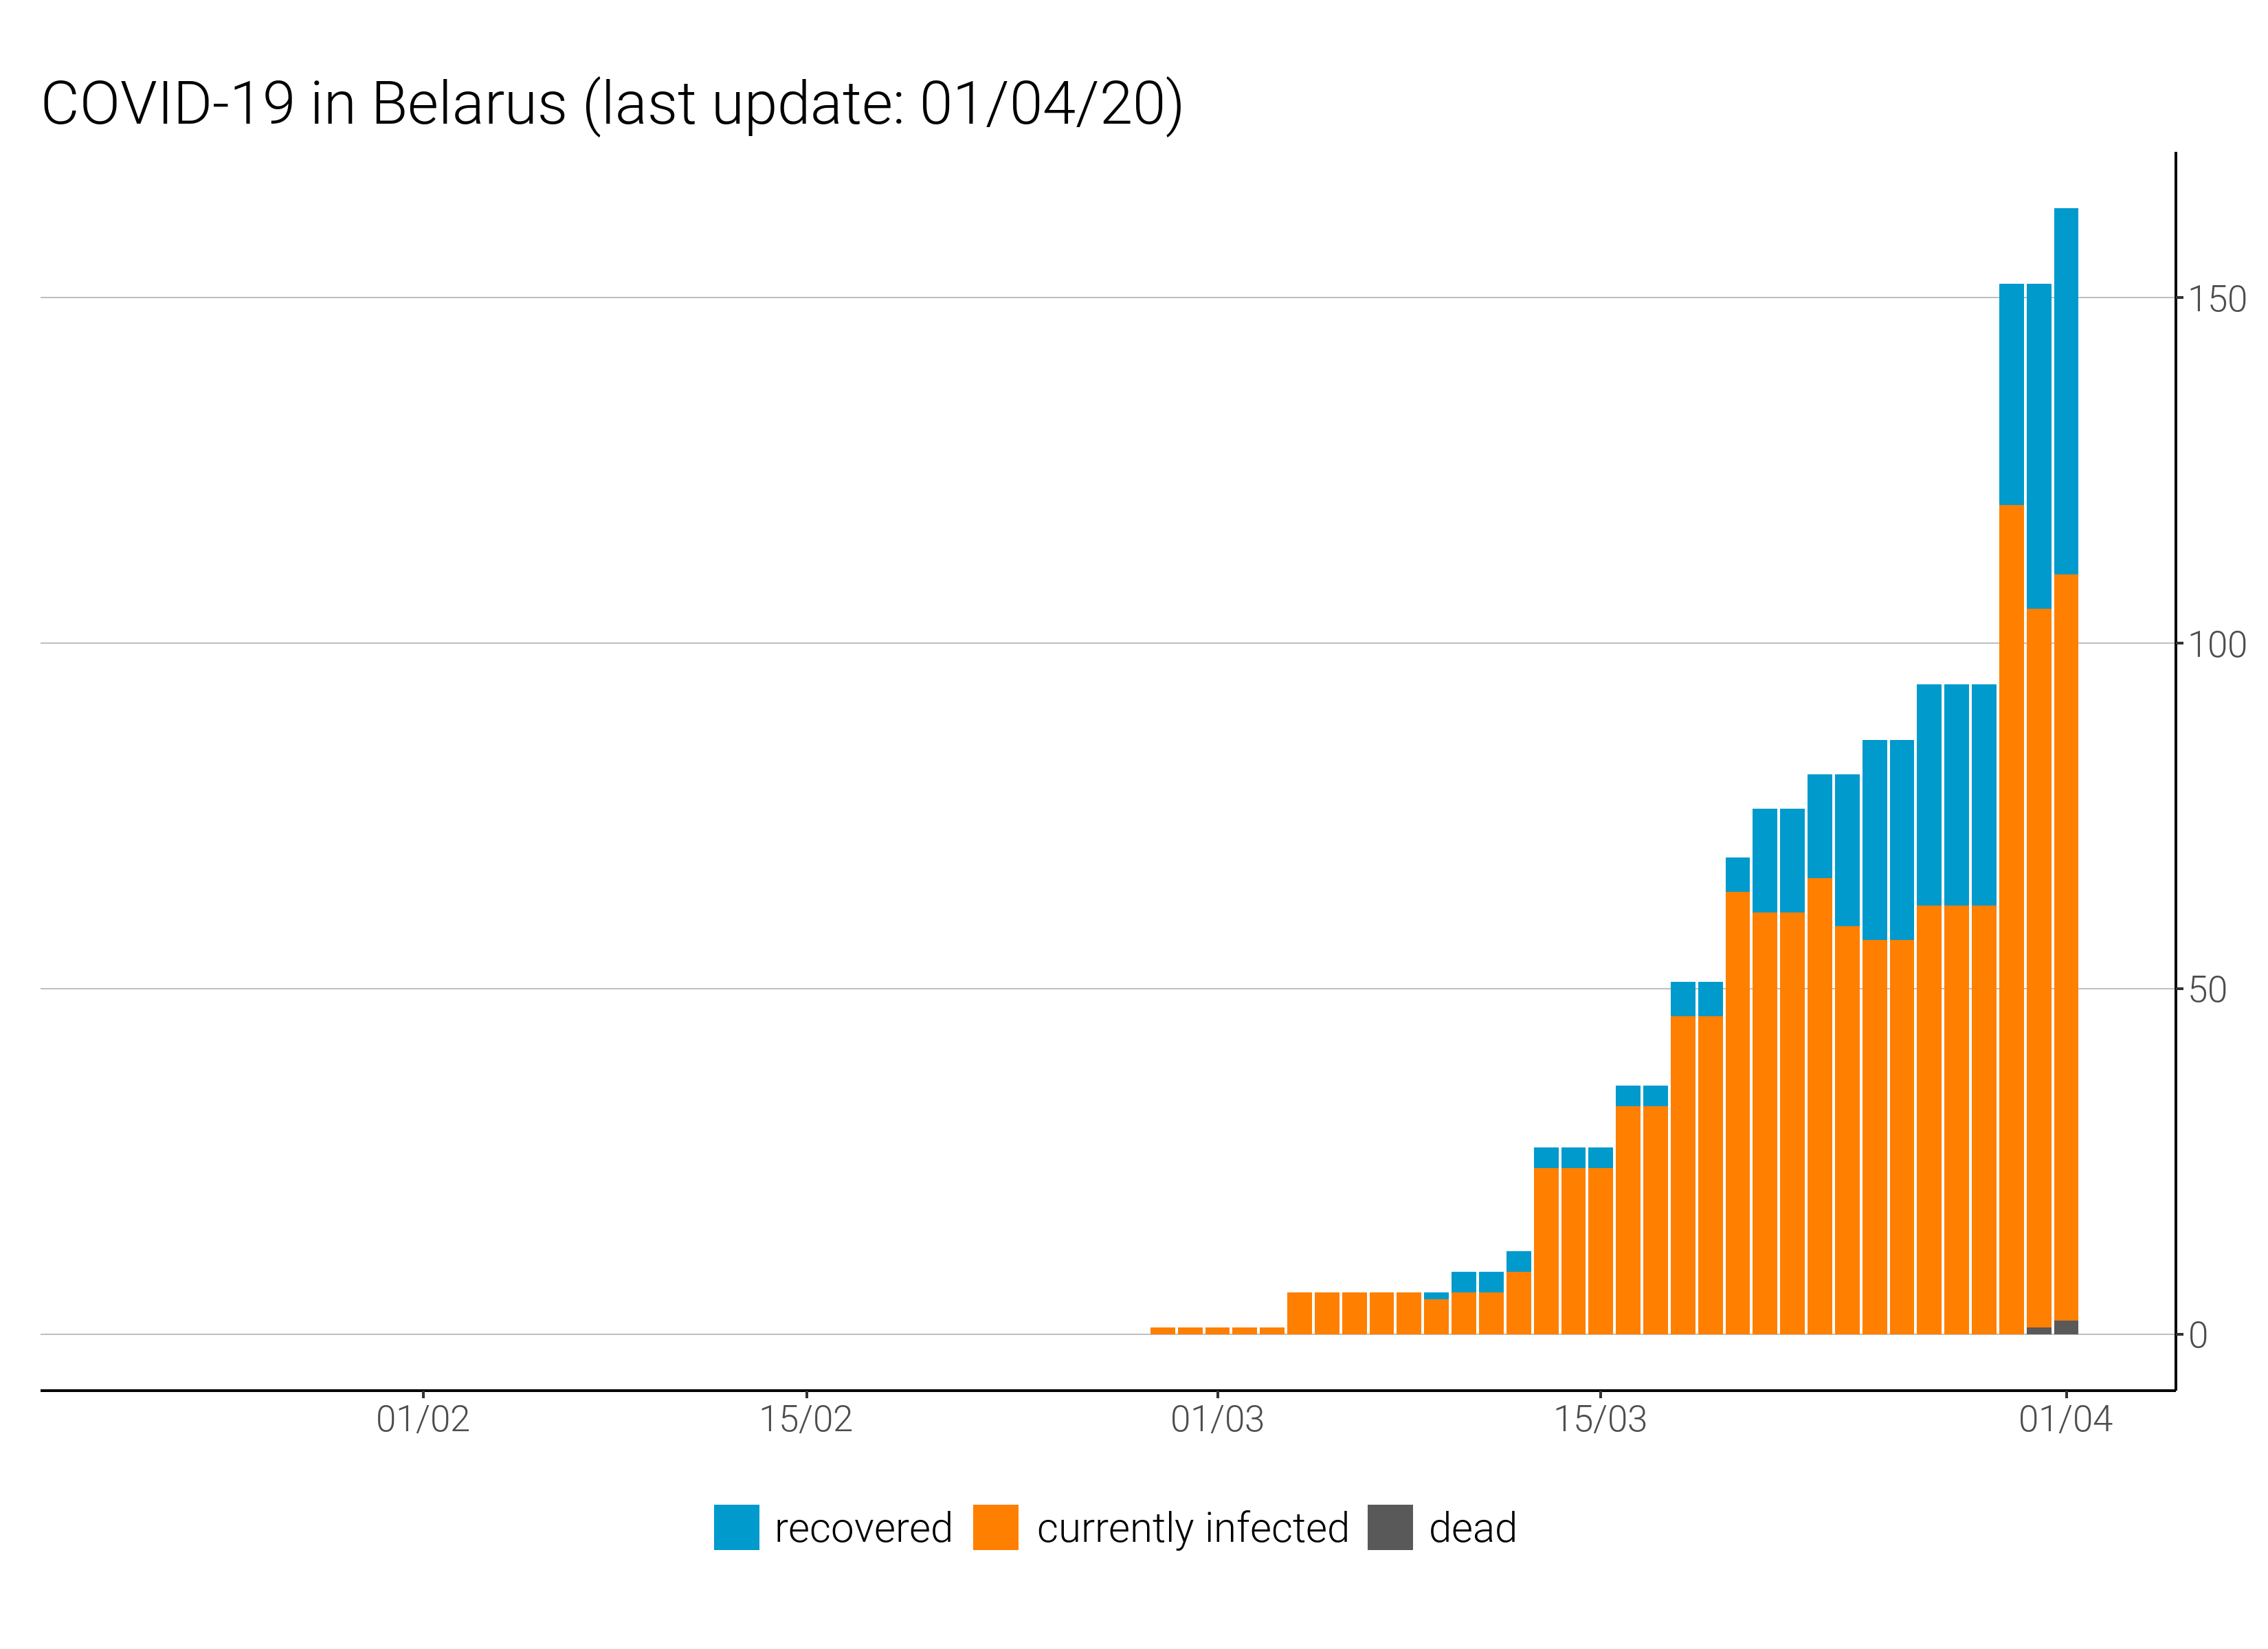 COVID-19 in Belarus (last update: 01/04/20)
150
100
50
0
01/02 15/02 01/03 15/03 01/04
recovered currently infected dead